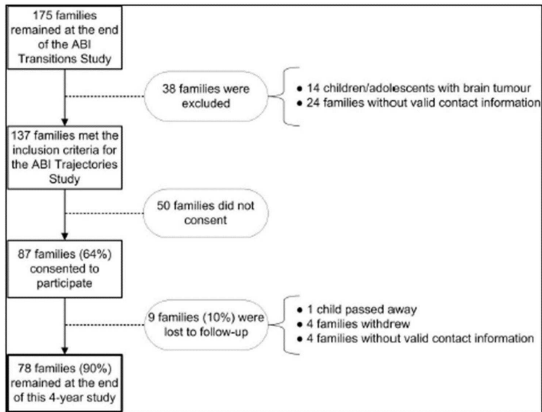 175 families
remained at the end
of the ABI
Transitions Study
38 families were
excluded
● 14 children/adolescents with brain tumour
● 24 families without valid contact information
137 families met the
inclusion criteria for
the ABI Trajectories
Study
50 families did not
consent
87 families (64%)
consented to
participate
9 families (10%) were
lost to follow-up
● 1 child passed away
● 4 families withdrew
● 4 families without valid contact information
78 families (90%)
remained at the end
of this 4-year study